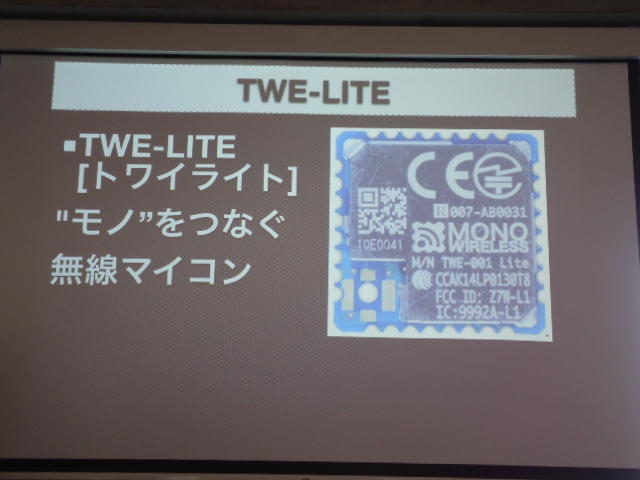 TWE-LITE
▪TWE-LITE
[トワイライト]
"モノ”をつなぐ
無線マイコン
CE
R 007-AB0031
MONO
WIRELESS
10E0041
M/N TWE-001 Lite
CCAK14LP0130T8
FCC ID: Z7W-L1
IC:9992A-L1